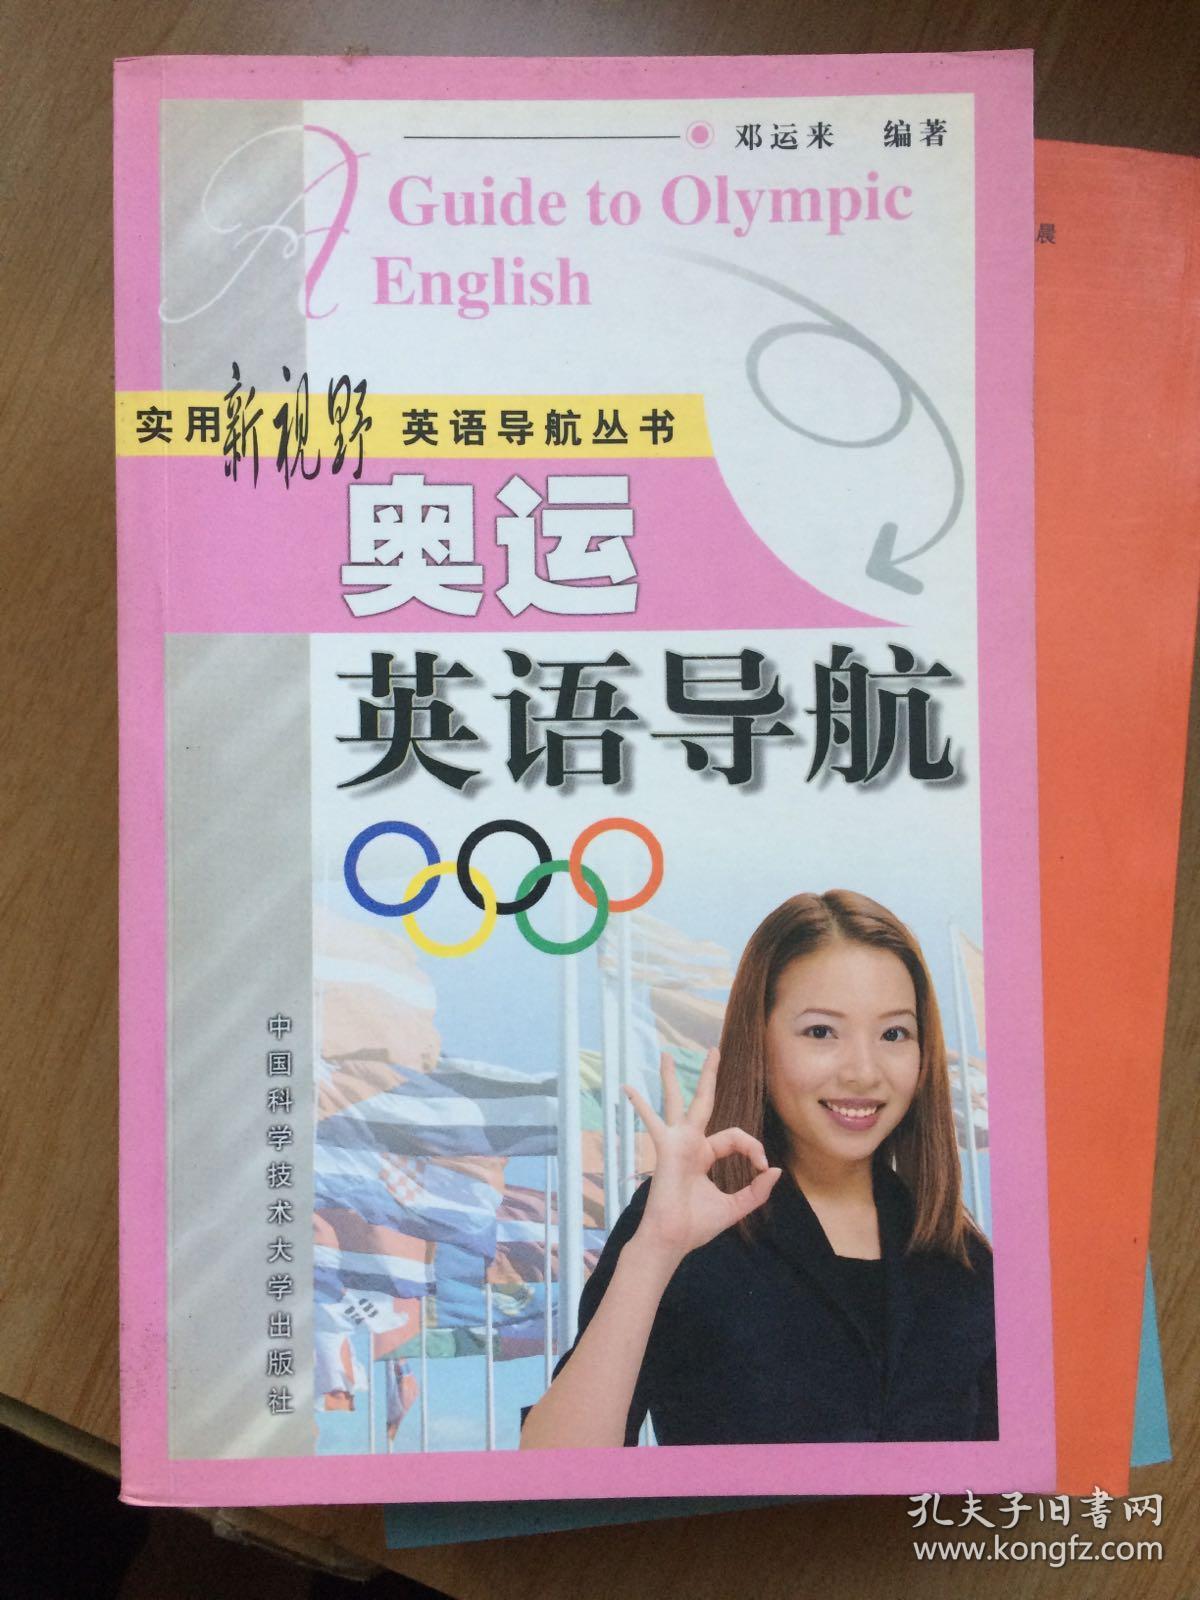 邓运来 编著
A Guide to Olympic
English
晨
实用新视野 英语导航丛书
奥运
英语导航
中国科学技术大学出版社
孔夫子旧书网
www.kongfz.com